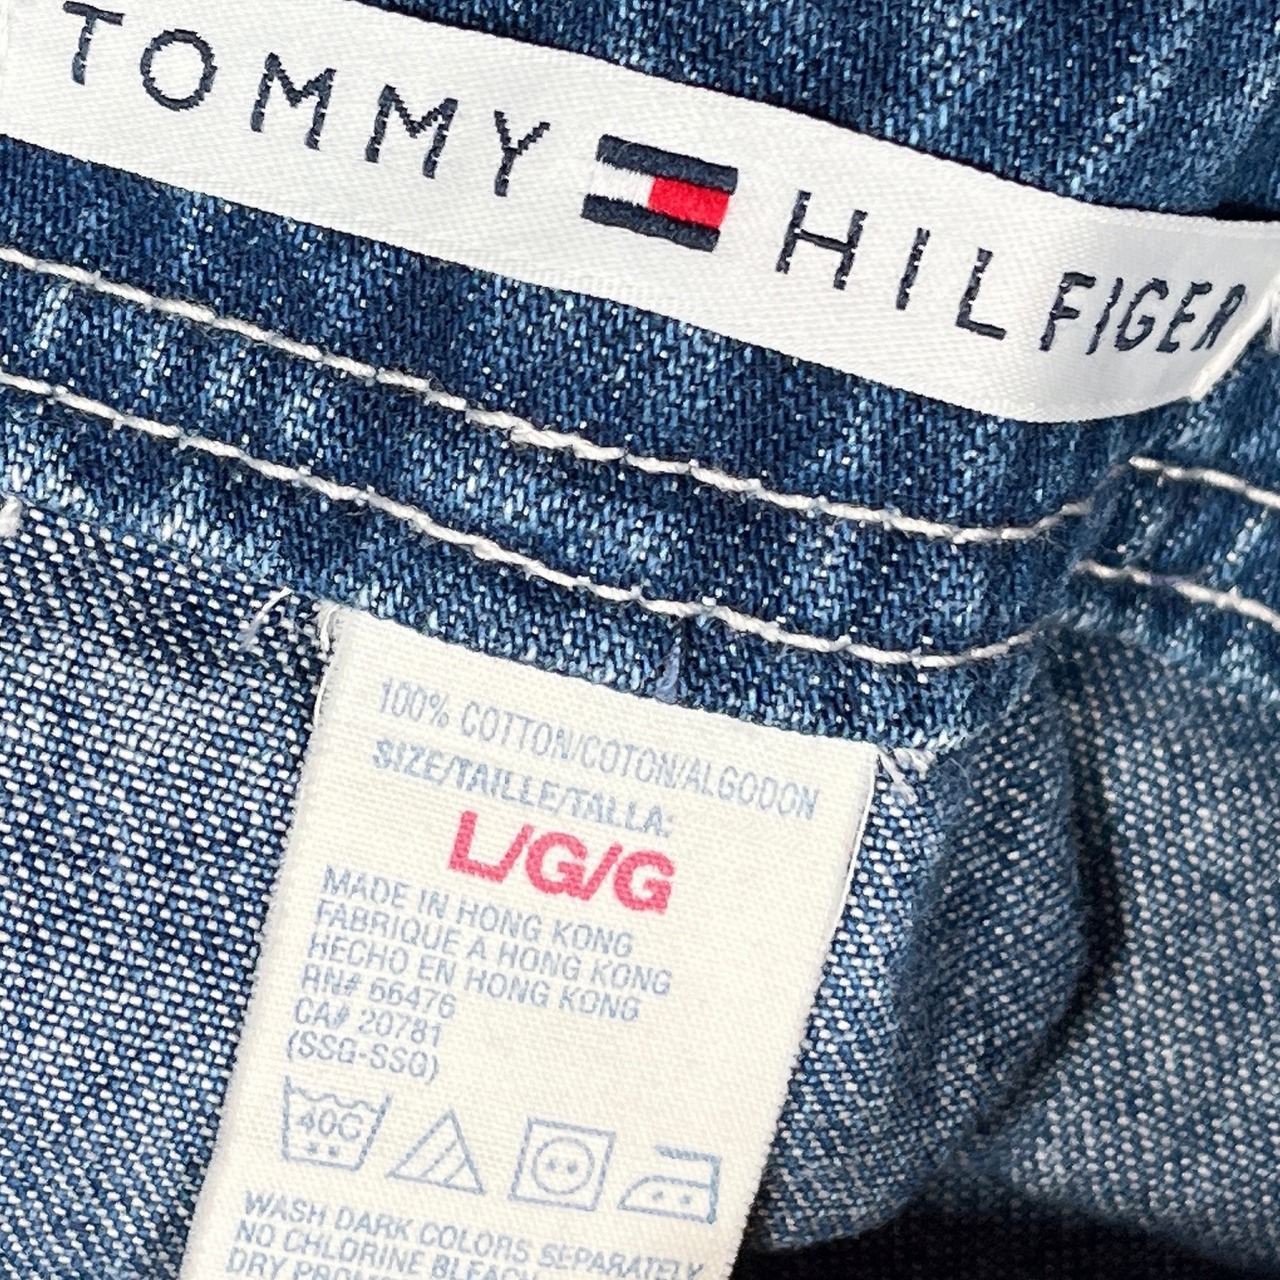 TOMMY HILFIGER
100% COTTON/COTON/ALGODON
SIZE/TAILLE/TALLA:
L/G/G
MADE IN HONG KONG
FABRIQUE A HONG KONG
HECHO EN HONG KONG
RN# 66476
CA# 20781
(SSG-SSG)
40C
WASH DARK COLORS SEPARATELY
NO CHLORINE BLEACH
DRY